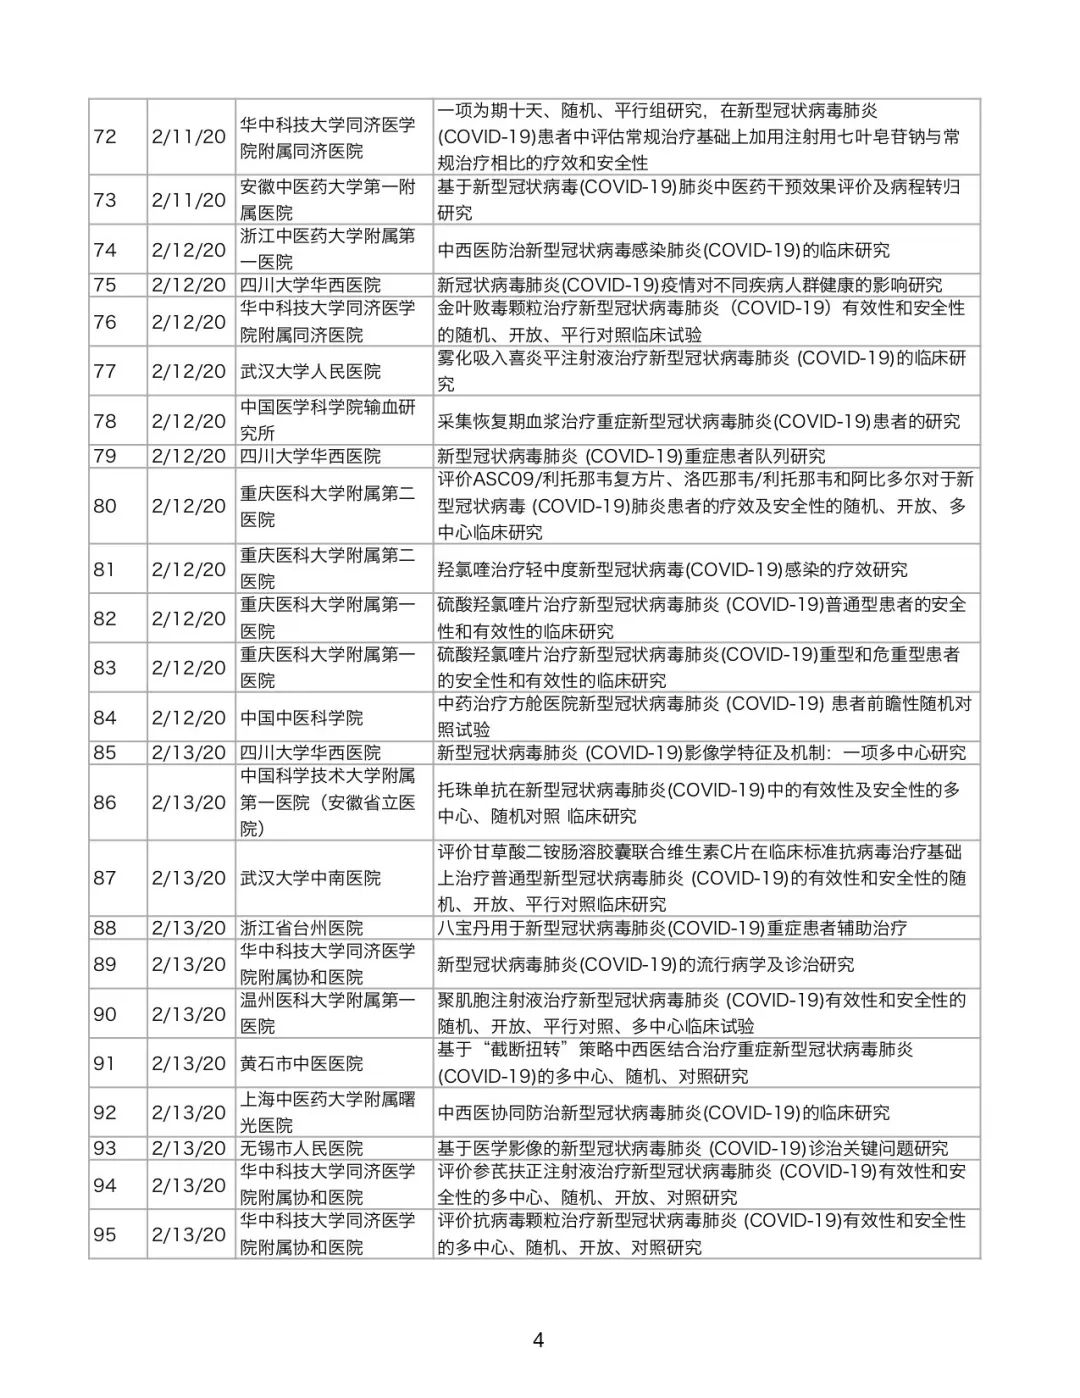 72 2/11/20 华中科技大学同济医学 一项为期十天、随机、平行组研究，在新型冠状病毒肺炎
院附属同济医院 (COVID-19)患者中评估常规治疗基础上加用注射用七叶皂苷钠与常
规治疗相比的疗效和安全性
73 2/11/20 安徽中医药大学第一附 基于新型冠状病毒(COVID-19)肺炎中医药干预效果评价及病程转归
属医院 研究
74 2/12/20 浙江中医药大学附属第 中西医防治新型冠状病毒感染肺炎(COVID-19)的临床研究
一医院
75 2/12/20 四川大学华西医院 新冠状病毒肺炎(COVID-19)疫情对不同疾病人群健康的影响研究
76 2/12/20 华中科技大学同济医学 金叶败毒颗粒治疗新型冠状病毒肺炎（COVID-19）有效性和安全性
院附属同济医院 的随机、开放、平行对照临床试验
77 2/12/20 武汉大学人民医院 雾化吸入喜炎平注射液治疗新型冠状病毒肺炎 (COVID-19)的临床研
究
78 2/12/20 中国医学科学院输血研 采集恢复期血浆治疗重症新型冠状病毒肺炎(COVID-19)患者的研究
究所
79 2/12/20 四川大学华西医院 新型冠状病毒肺炎 (COVID-19)重症患者队列研究
80 2/12/20 重庆医科大学附属第二 评价ASC09/利托那韦复方片、洛匹那韦/利托那韦和阿比多尔对于新
医院 型冠状病毒 (COVID-19)肺炎患者的疗效及安全性的随机、开放、多
中心临床研究
81 2/12/20 重庆医科大学附属第二 羟氯喹治疗轻中度新型冠状病毒(COVID-19)感染的疗效研究
医院
82 2/12/20 重庆医科大学附属第一 硫酸羟氯喹片治疗新型冠状病毒肺炎 (COVID-19)普通型患者的安全
医院 性和有效性的临床研究
83 2/12/20 重庆医科大学附属第一 硫酸羟氯喹片治疗新型冠状病毒肺炎(COVID-19)重型和危重型患者
医院 的安全性和有效性的临床研究
84 2/12/20 中国中医科学院 中药治疗方舱医院新型冠状病毒肺炎 (COVID-19) 患者前瞻性随机对
照试验
85 2/13/20 四川大学华西医院 新型冠状病毒肺炎 (COVID-19)影像学特征及机制：一项多中心研究
86 2/13/20 中国科学技术大学附属 托珠单抗在新型冠状病毒肺炎(COVID-19)中的有效性及安全性的多
第一医院（安徽省立医 中心、随机对照 临床研究
院）
87 2/13/20 武汉大学中南医院 评价甘草酸二铵肠溶胶囊联合维生素C片在临床标准抗病毒治疗基础
上治疗普通型新型冠状病毒肺炎 (COVID-19)的有效性和安全性的随
机、开放、平行对照临床研究
88 2/13/20 浙江省台州医院 八宝丹用于新型冠状病毒肺炎(COVID-19)重症患者辅助治疗
89 2/13/20 华中科技大学同济医学 新型冠状病毒肺炎(COVID-19)的流行病学及诊治研究
院附属协和医院
90 2/13/20 温州医科大学附属第一 聚肌胞注射液治疗新型冠状病毒肺炎 (COVID-19)有效性和安全性的
医院 随机、开放、平行对照、多中心临床试验
91 2/13/20 黄石市中医医院 基于“截断扭转”策略中西医结合治疗重症新型冠状病毒肺炎
(COVID-19)的多中心、随机、对照研究
92 2/13/20 上海中医药大学附属曙 中西医协同防治新型冠状病毒肺炎(COVID-19)的临床研究
光医院
93 2/13/20 无锡市人民医院 基于医学影像的新型冠状病毒肺炎 (COVID-19)诊治关键问题研究
94 2/13/20 华中科技大学同济医学 评价参芪扶正注射液治疗新型冠状病毒肺炎 (COVID-19)有效性和安
院附属协和医院 全性的多中心、随机、开放、对照研究
95 2/13/20 华中科技大学同济医学 评价抗病毒颗粒治疗新型冠状病毒肺炎 (COVID-19)有效性和安全性
院附属协和医院 的多中心、随机、开放、对照研究
4